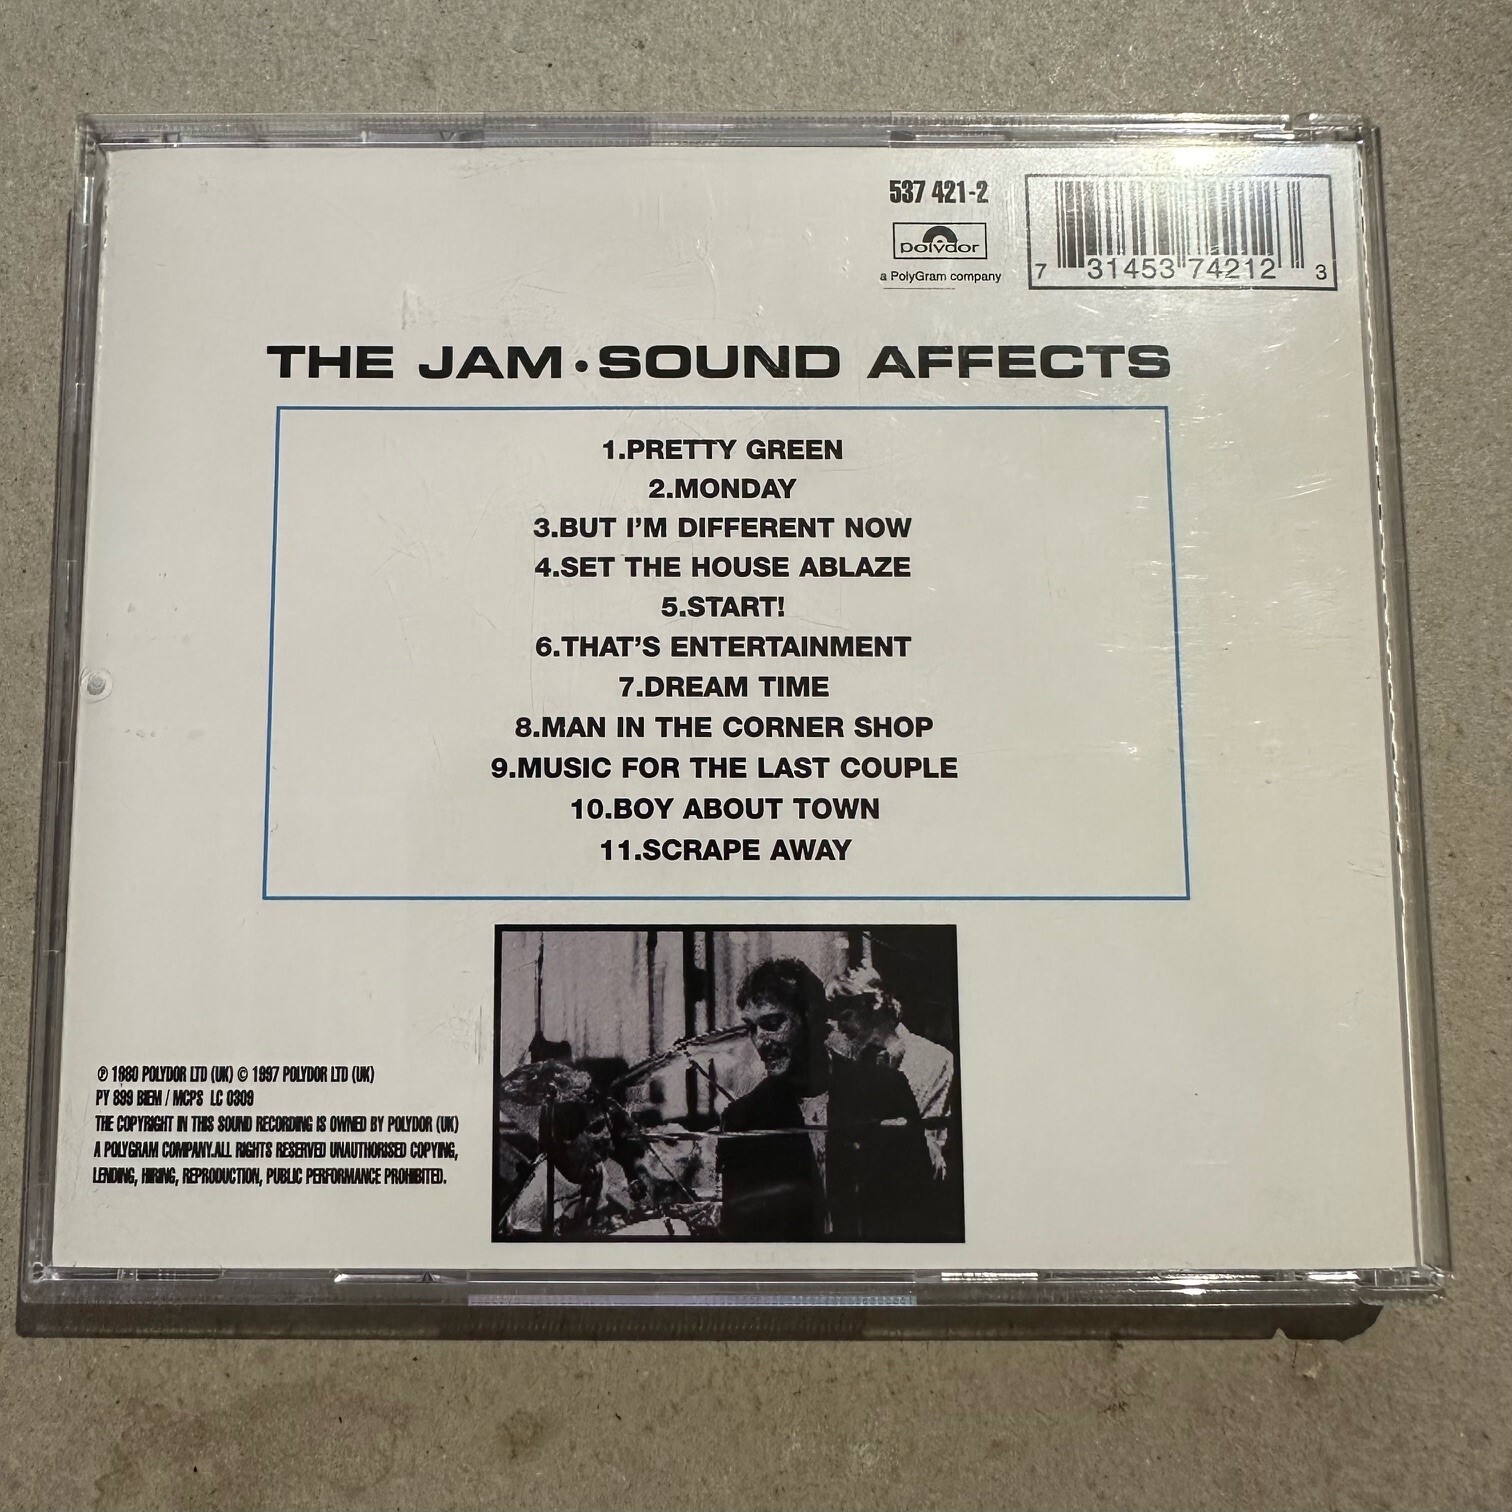 537 421-2
polydor
a PolyGram company
7 31453 74212 3
THE JAM • SOUND AFFECTS
1.PRETTY GREEN
2.MONDAY
3.BUT I'M DIFFERENT NOW
4.SET THE HOUSE ABLAZE
5.START!
6.THAT'S ENTERTAINMENT
7.DREAM TIME
8.MAN IN THE CORNER SHOP
9.MUSIC FOR THE LAST COUPLE
10.BOY ABOUT TOWN
11.SCRAPE AWAY
℗ 1980 POLYDOR LTD (UK) © 1997 POLYDOR LTD (UK)
PY 899 BIEM / MCPS LC 0309
THE COPYRIGHT IN THIS SOUND RECORDING IS OWNED BY POLYDOR (UK)
A POLYGRAM COMPANY.ALL RIGHTS RESERVED UNAUTHORISED COPYING,
LENDING, HIRING, REPRODUCTION, PUBLIC PERFORMANCE PROHIBITED.